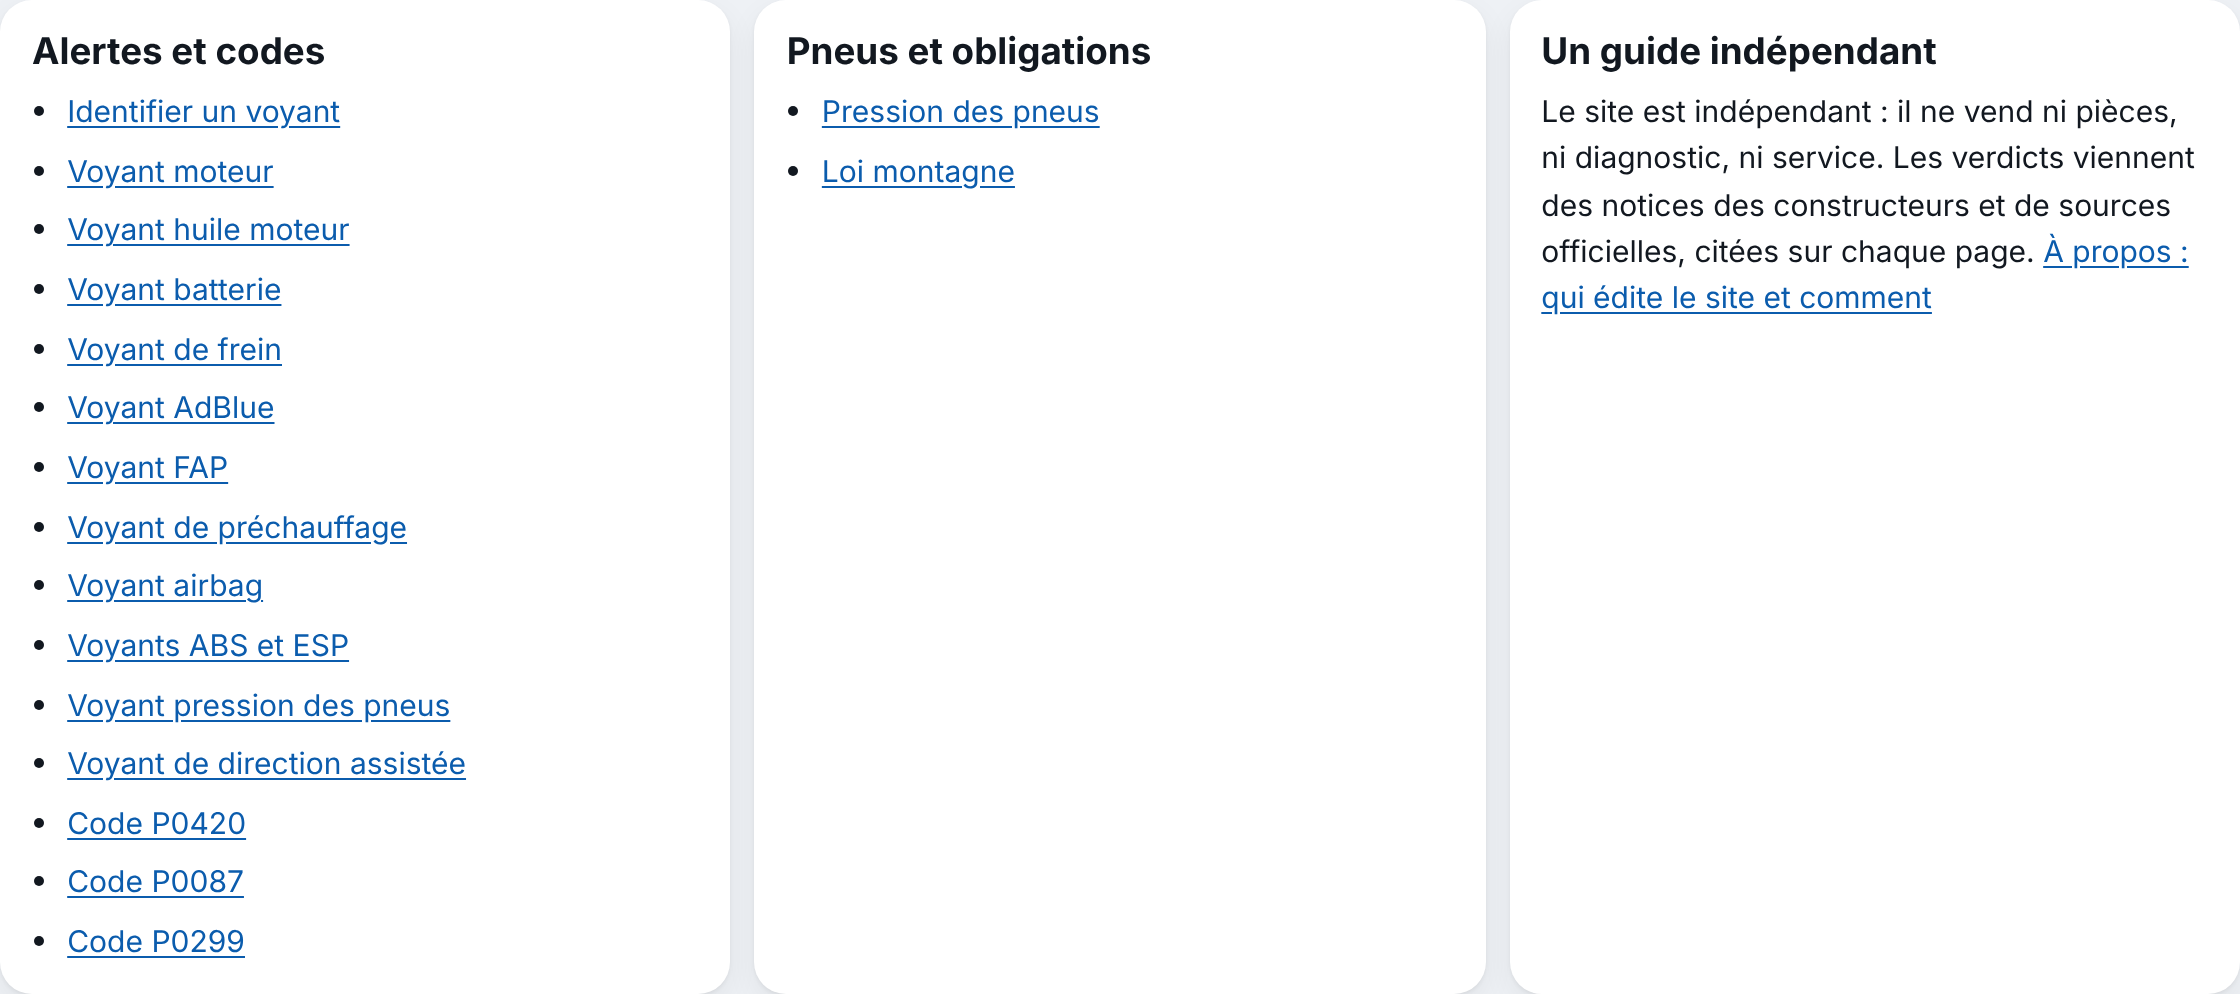 Alertes et codes
Identifier un voyant
Voyant moteur
Voyant huile moteur
Voyant batterie
Voyant de frein
Voyant AdBlue
Voyant FAP
Voyant de préchauffage
Voyant airbag
Voyants ABS et ESP
Voyant pression des pneus
Voyant de direction assistée
Code P0420
Code P0087
Code P0299
Pneus et obligations
Pression des pneus
Loi montagne
Un guide indépendant
Le site est indépendant : il ne vend ni pièces,
ni diagnostic, ni service. Les verdicts viennent
des notices des constructeurs et de sources
officielles, citées sur chaque page. À propos :
qui édite le site et comment